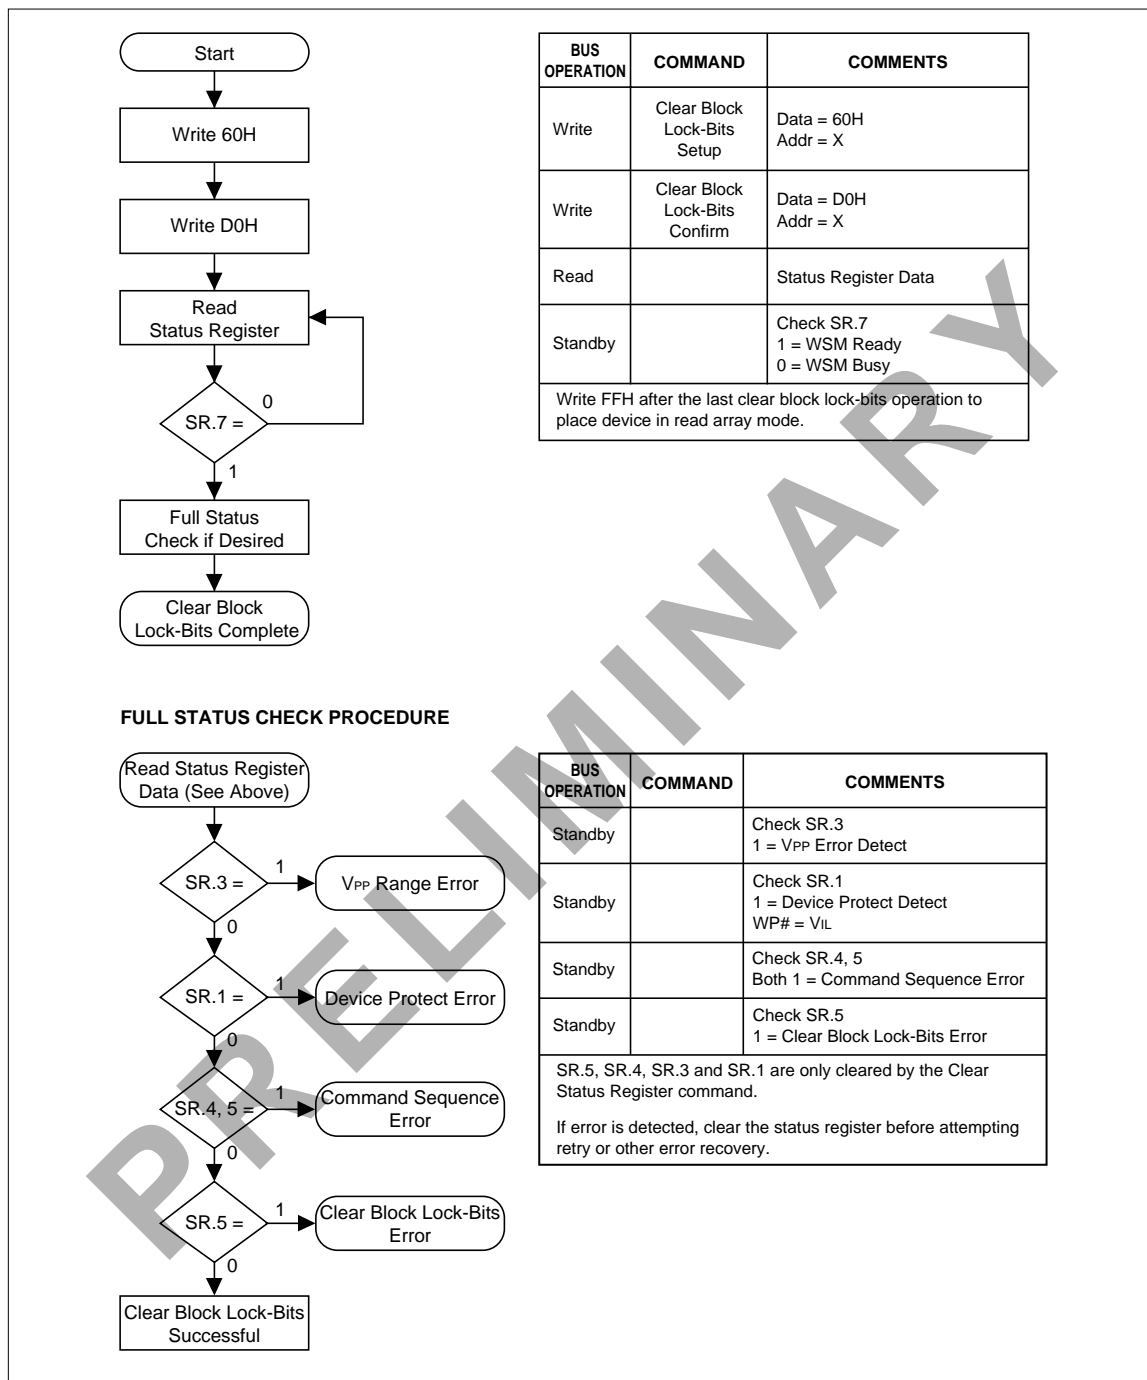 Start
Write 60H
Write D0H
Read
Status Register
0
SR.7 =
1
Full Status
Check if Desired
Clear Block
Lock-Bits Complete
BUS
OPERATION
COMMAND
COMMENTS
Write
Clear Block
Lock-Bits
Setup
Data = 60H
Addr = X
Write
Clear Block
Lock-Bits
Confirm
Data = D0H
Addr = X
Read
Status Register Data
Standby
Check SR.7
1 = WSM Ready
0 = WSM Busy
Write FFH after the last clear block lock-bits operation to
place device in read array mode.
FULL STATUS CHECK PROCEDURE
Read Status Register
Data (See Above)
SR.3 =
1
VPP Range Error
0
SR.1 =
1
Device Protect Error
0
SR.4, 5 =
1
Command Sequence
Error
0
SR.5 =
1
Clear Block Lock-Bits
Error
0
Clear Block Lock-Bits
Successful
BUS
OPERATION
COMMAND
COMMENTS
Standby
Check SR.3
1 = VPP Error Detect
Standby
Check SR.1
1 = Device Protect Detect
WP# = VIL
Standby
Check SR.4, 5
Both 1 = Command Sequence Error
Standby
Check SR.5
1 = Clear Block Lock-Bits Error
SR.5, SR.4, SR.3 and SR.1 are only cleared by the Clear
Status Register command.
If error is detected, clear the status register before attempting
retry or other error recovery.
PRELIMINARY